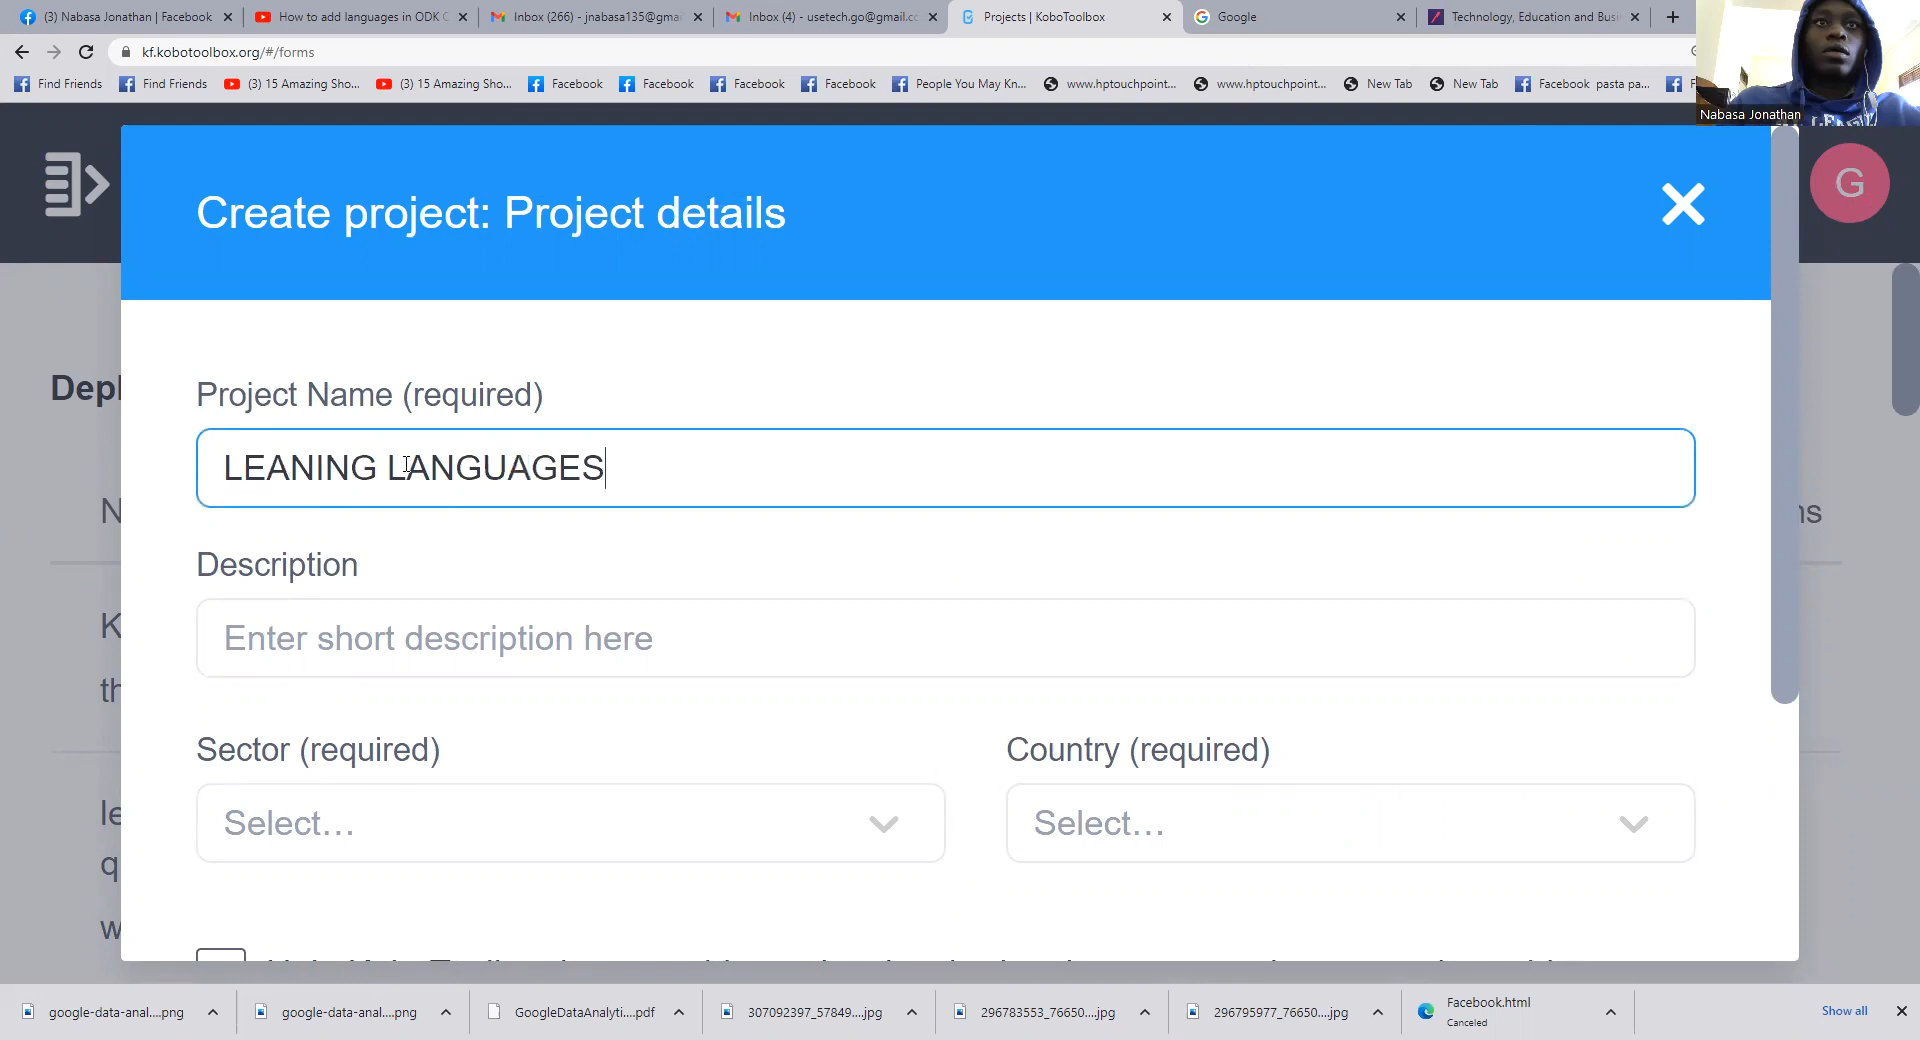 (3) Nabasa Jonathan | Facebook
How to add languages in ODK C
Inbox (266) - jnabasa135@gma
Inbox (4) - usetech.go@gmail.cc
Projects | KoboToolbox
Google
Technology, Education and Busi
kf.kobotoolbox.org/#/forms
Find Friends
Find Friends
(3) 15 Amazing Sho...
(3) 15 Amazing Sho...
Facebook
Facebook
Facebook
Facebook
People You May Kn...
www.hptouchpoint...
www.hptouchpoint...
New Tab
New Tab
Facebook pasta pa...
Nabasa Jonathan
G
Create project: Project details
Depl
Project Name (required)
LEANING LANGUAGES
N
ns
Description
K
Enter short description here
th
Sector (required)
Country (required)
le
Select...
Select...
q
w
google-data-anal....png
google-data-anal....png
GoogleDataAnalyti....pdf
307092397_57849....jpg
296783553_76650....jpg
296795977_76650....jpg
Facebook.html
Canceled
Show all